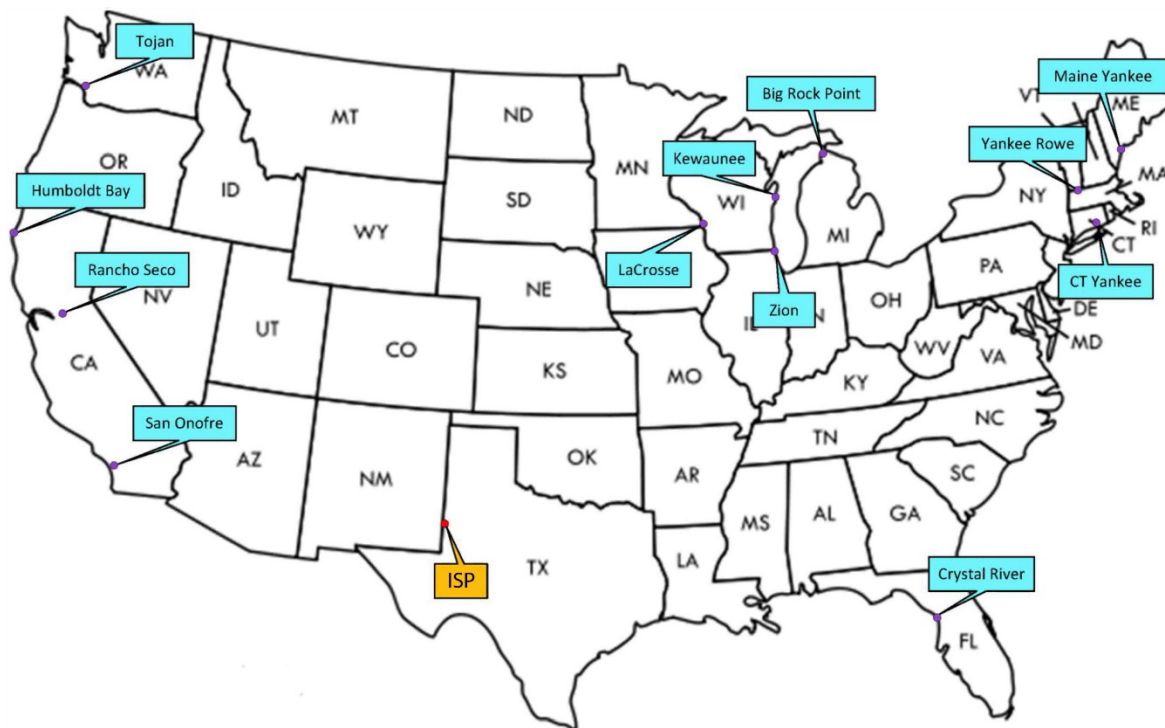 Tojan
WA
MT
ND
MN
Big Rock Point
Maine Yankee
VT
ME
Yankee Rowe
Kewaunee
OR
ID
SD
WI
NY
MA
Humboldt Bay
WY
MI
RI
CT
LaCrosse
CT Yankee
Rancho Seco
NV
NE
Zion
PA
OH
DE
MD
UT
CO
IL
N
WV
VA
CA
KS
MO
KY
San Onofre
NC
TN
AZ
NM
OK
AR
SC
MS
AL
GA
ISP
TX
LA
Crystal River
FL